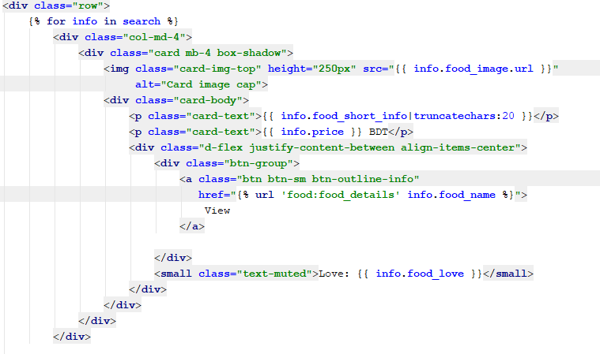 <div class="row">
{% for info in search %}
<div class="col-md-4">
<div class="card mb-4 box-shadow">
<img class="card-img-top" height="250px" src="{{ info.food_image.url }}"
alt="Card image cap">
<div class="card-body">
<p class="card-text">{{ info.food_short_info|truncatechars:20 }}</p>
<p class="card-text">{{ info.price }} BDT</p>
<div class="d-flex justify-content-between align-items-center">
<div class="btn-group">
<a class="btn btn-sm btn-outline-info"
href="{% url 'food:food_details' info.food_name %}">
View
</a>
</div>
<small class="text-muted">Love: {{ info.food_love }}</small>
</div>
</div>
</div>
</div>